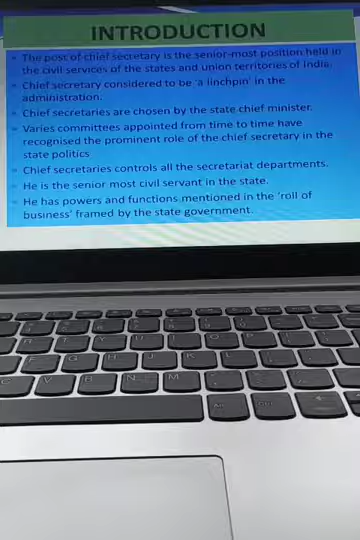 INTRODUCTION
The post of chief secretary is the senior-most position held in
the civil services of the states and union territories of India.
Chief secretary considered to be 'a linchpin' in the
administration.
Chief secretaries are chosen by the state chief minister.
Varies committees appointed from time to time have
recognised the prominent role of the chief secretary in the
state politics
Chief secretaries controls all the secretariat departments.
He is the senior most civil servant in the state.
He has powers and functions mentioned in the 'roll of
business' framed by the state government.
E R T Y U I O P
F G H J K L
C V B N M
Alt Ctrl